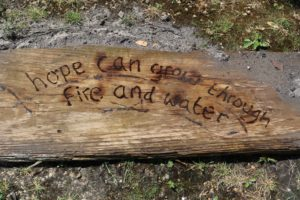 hope can grow through
fire and water